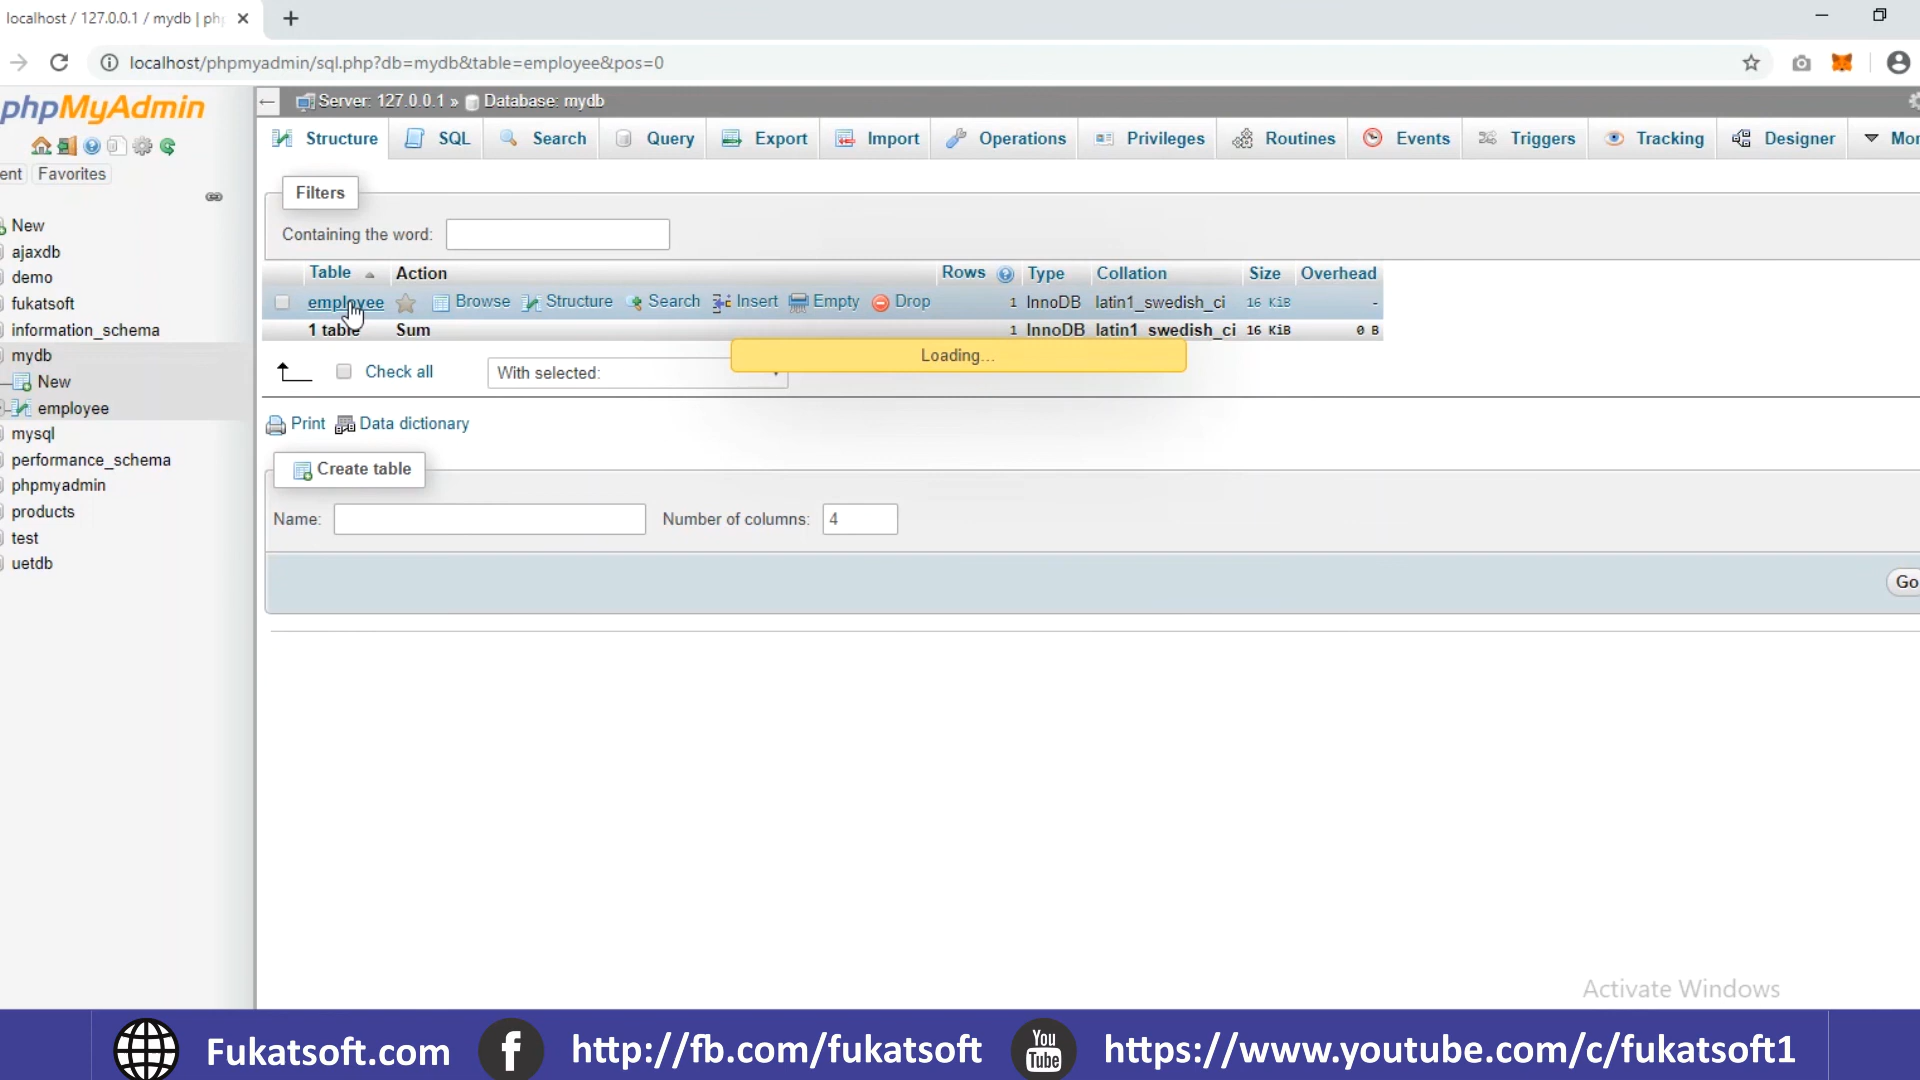 localhost / 127.0.0.1 / mydb | ph
localhost/phpmyadmin/sql.php?db=mydb&table=employee&pos=0
phpMyAdmin
Server: 127.0.0.1 » Database: mydb
Structure SQL Search Query Export Import Operations Privileges Routines Events Triggers Tracking Designer Mor
ent Favorites
Filters
Containing the word:
New
ajaxdb
demo
fukatsoft
information_schema
mydb
New
employee
mysql
performance_schema
phpmyadmin
products
test
uetdb
Table Action Rows Type Collation Size Overhead
employee Browse Structure Search Insert Empty Drop 1 InnoDB latin1_swedish_ci 16 KiB -
1 table Sum 1 InnoDB latin1_swedish_ci 16 KiB 0 B
Loading...
Check all With selected:
Print Data dictionary
Create table
Name: Number of columns: 4
Go
Activate Windows
Fukatsoft.com f http://fb.com/fukatsoft You Tube https://www.youtube.com/c/fukatsoft1